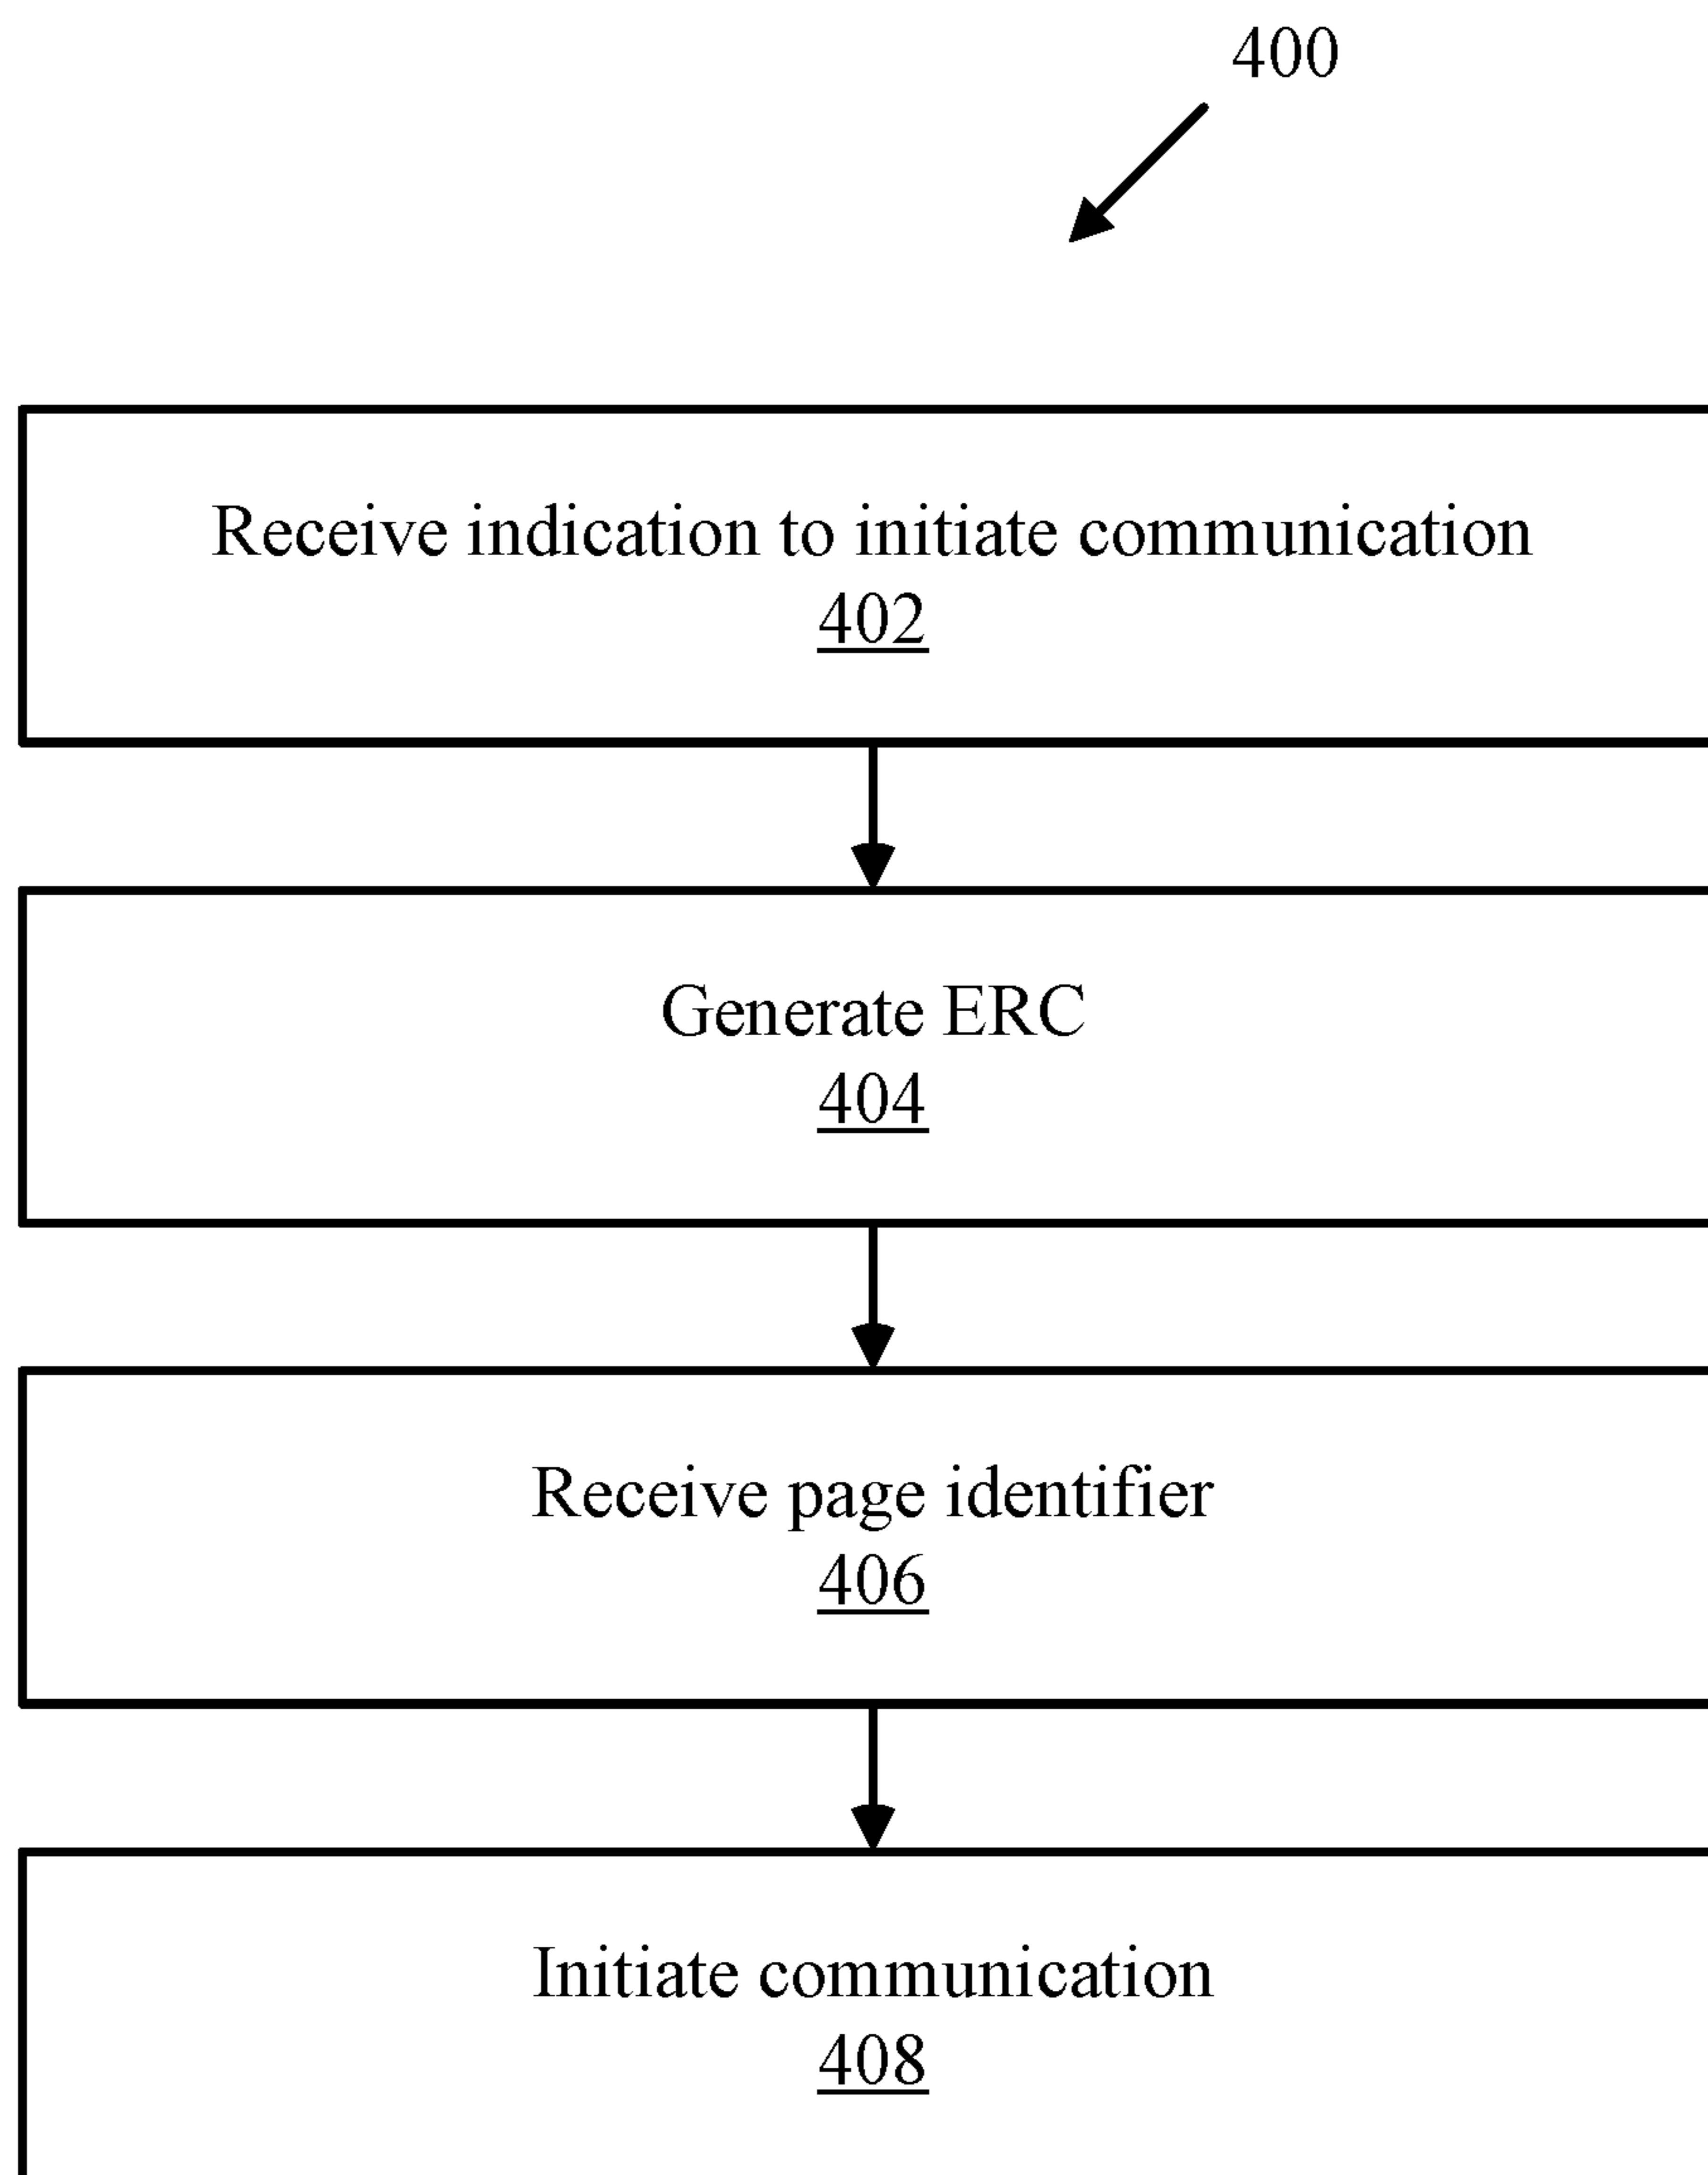 400
Receive indication to initiate communication
402
Generate ERC
404
Receive page identifier
406
Initiate communication
408